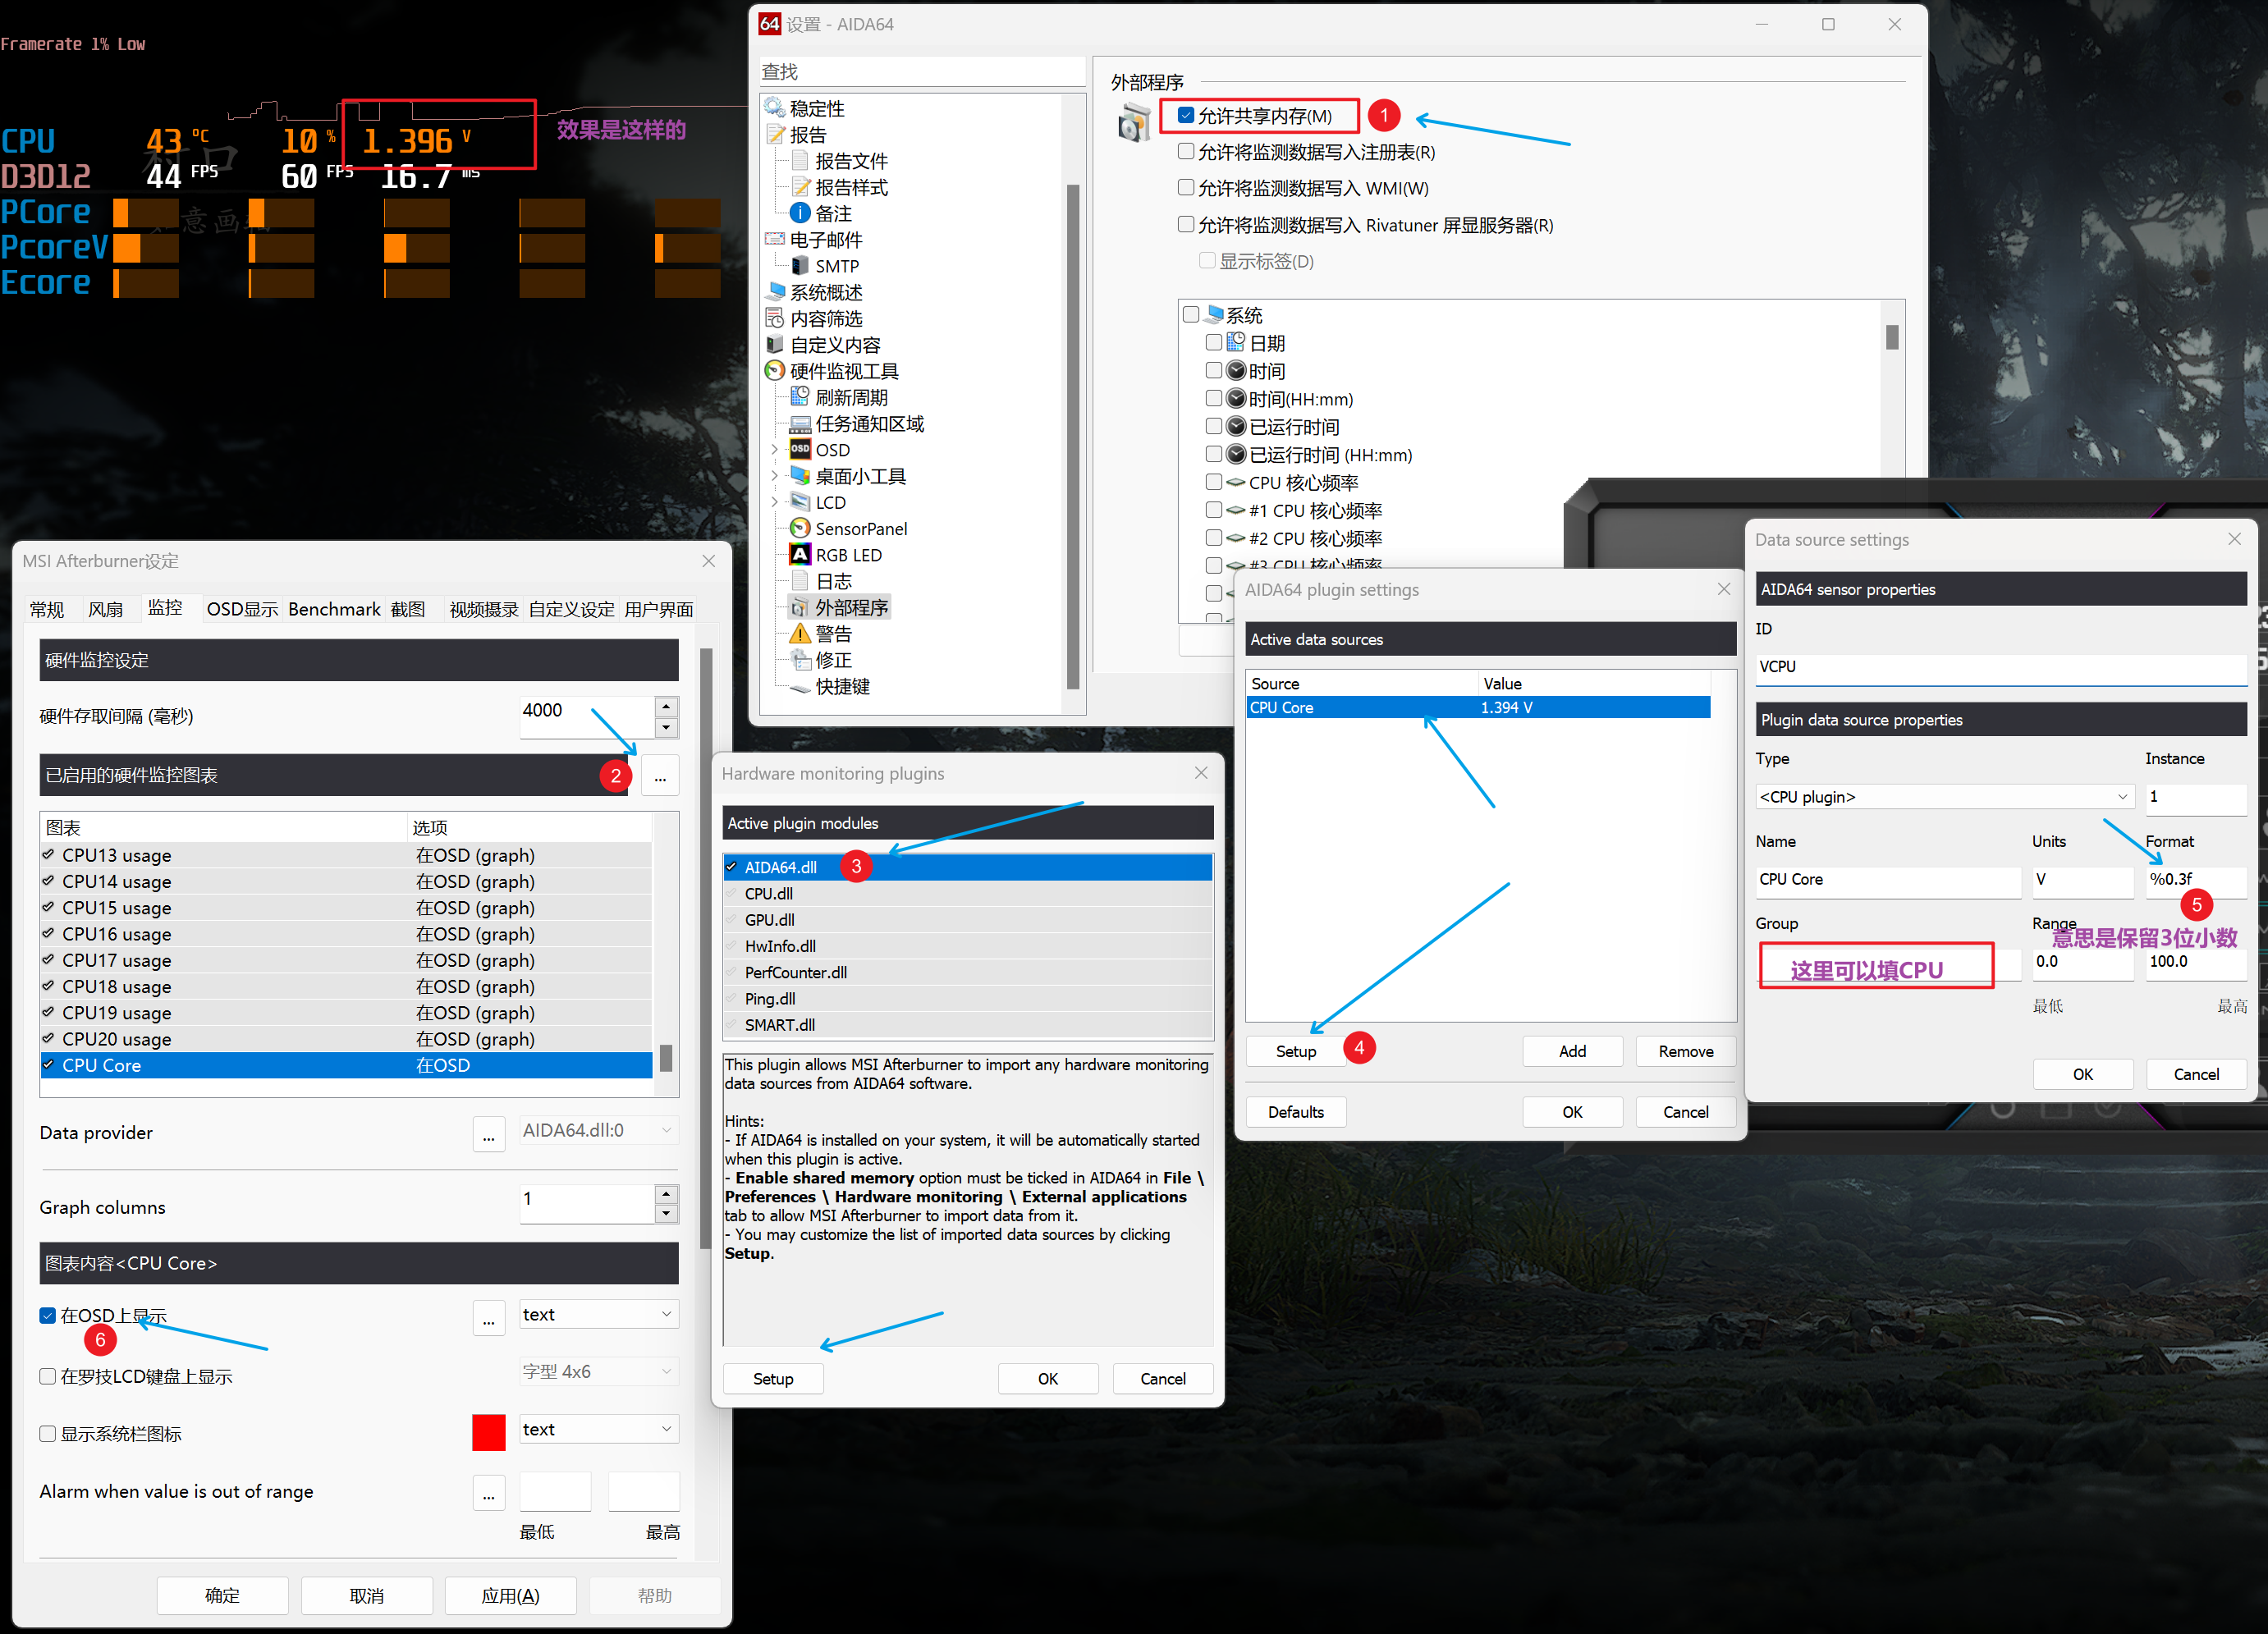 Framerate 1% Low
CPU 43 °C 10 % 1.396 V
效果是这样的
D3D12 44 FPS 60 FPS 16.7 ms
PCore
PcoreV
Ecore
64 设置 - AIDA64
查找
稳定性
报告
报告文件
报告样式
备注
电子邮件
SMTP
系统概述
内容筛选
自定义内容
硬件监视工具
刷新周期
任务通知区域
OSD
桌面小工具
LCD
SensorPanel
RGB LED
日志
外部程序
警告
修正
快捷键
外部程序
允许共享内存(M)
1
允许将监测数据写入注册表(R)
允许将监测数据写入 WMI(W)
允许将监测数据写入 Rivatuner 屏显服务器(R)
显示标签(D)
系统
日期
时间
时间(HH:mm)
已运行时间
已运行时间 (HH:mm)
CPU 核心频率
#1 CPU 核心频率
#2 CPU 核心频率
#3 CPU 核心频率
MSI Afterburner设定
常规 风扇 监控 OSD显示 Benchmark 截图 视频摄录 自定义设定 用户界面
硬件监控设定
硬件存取间隔 (毫秒) 4000
已启用的硬件监控图表 2 ...
图表 选项
CPU13 usage 在OSD (graph)
CPU14 usage 在OSD (graph)
CPU15 usage 在OSD (graph)
CPU16 usage 在OSD (graph)
CPU17 usage 在OSD (graph)
CPU18 usage 在OSD (graph)
CPU19 usage 在OSD (graph)
CPU20 usage 在OSD (graph)
CPU Core 在OSD
Data provider ... AIDA64.dll:0
Graph columns 1
图表内容<CPU Core>
在OSD上显示 ... text
6
在罗技LCD键盘上显示 字型 4x6
显示系统栏图标 text
Alarm when value is out of range ...
最低 最高
确定 取消 应用(A) 帮助
Hardware monitoring plugins
Active plugin modules
AIDA64.dll 3
CPU.dll
GPU.dll
HwInfo.dll
PerfCounter.dll
Ping.dll
SMART.dll
This plugin allows MSI Afterburner to import any hardware monitoring
data sources from AIDA64 software.
Hints:
- If AIDA64 is installed on your system, it will be automatically started
when this plugin is active.
- Enable shared memory option must be ticked in AIDA64 in File \
Preferences \ Hardware monitoring \ External applications
tab to allow MSI Afterburner to import data from it.
- You may customize the list of imported data sources by clicking
Setup.
Setup OK Cancel
AIDA64 plugin settings
Active data sources
Source Value
CPU Core 1.394 V
Setup 4 Add Remove
Defaults OK Cancel
Data source settings
AIDA64 sensor properties
ID
VCPU
Plugin data source properties
Type Instance
<CPU plugin> 1
Name Units Format
CPU Core V %0.3f
5
Group Range
意思是保留3位小数
这里可以填CPU
0.0 100.0
最低 最高
OK Cancel